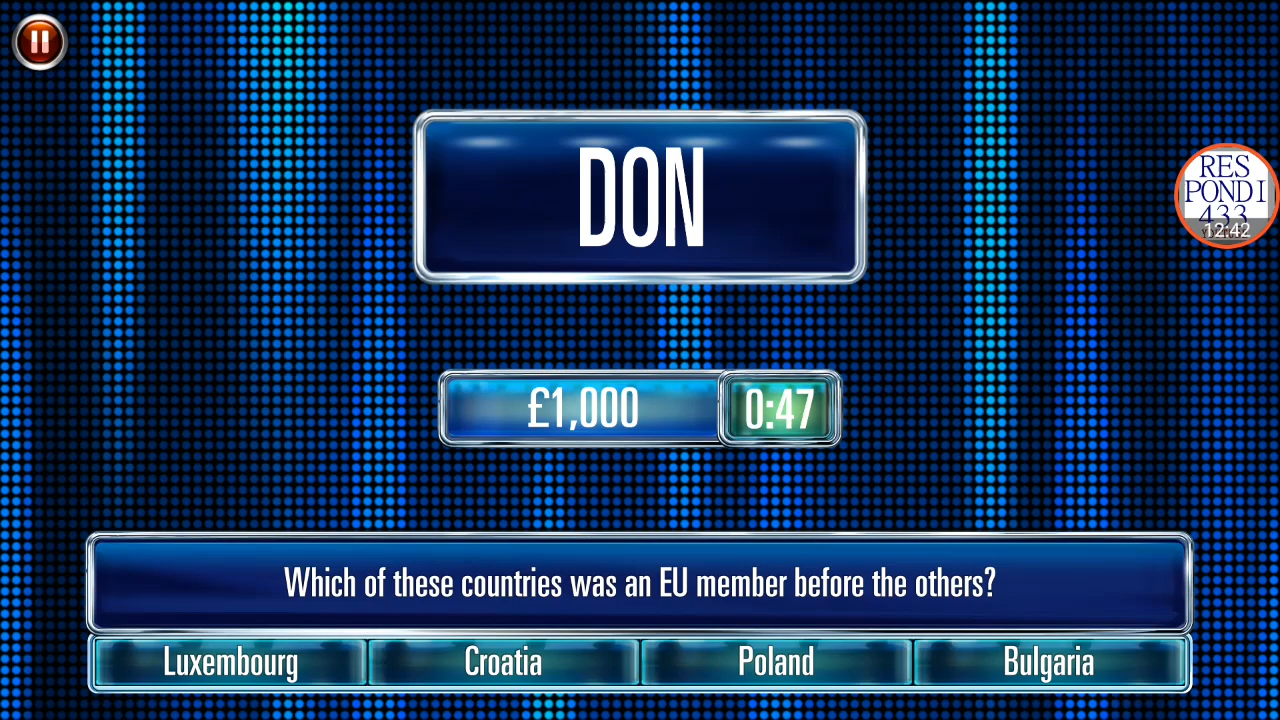 DON
RES
PONDI
433
12:42
£1,000
0:47
Which of these countries was an EU member before the others?
Luxembourg
Croatia
Poland
Bulgaria